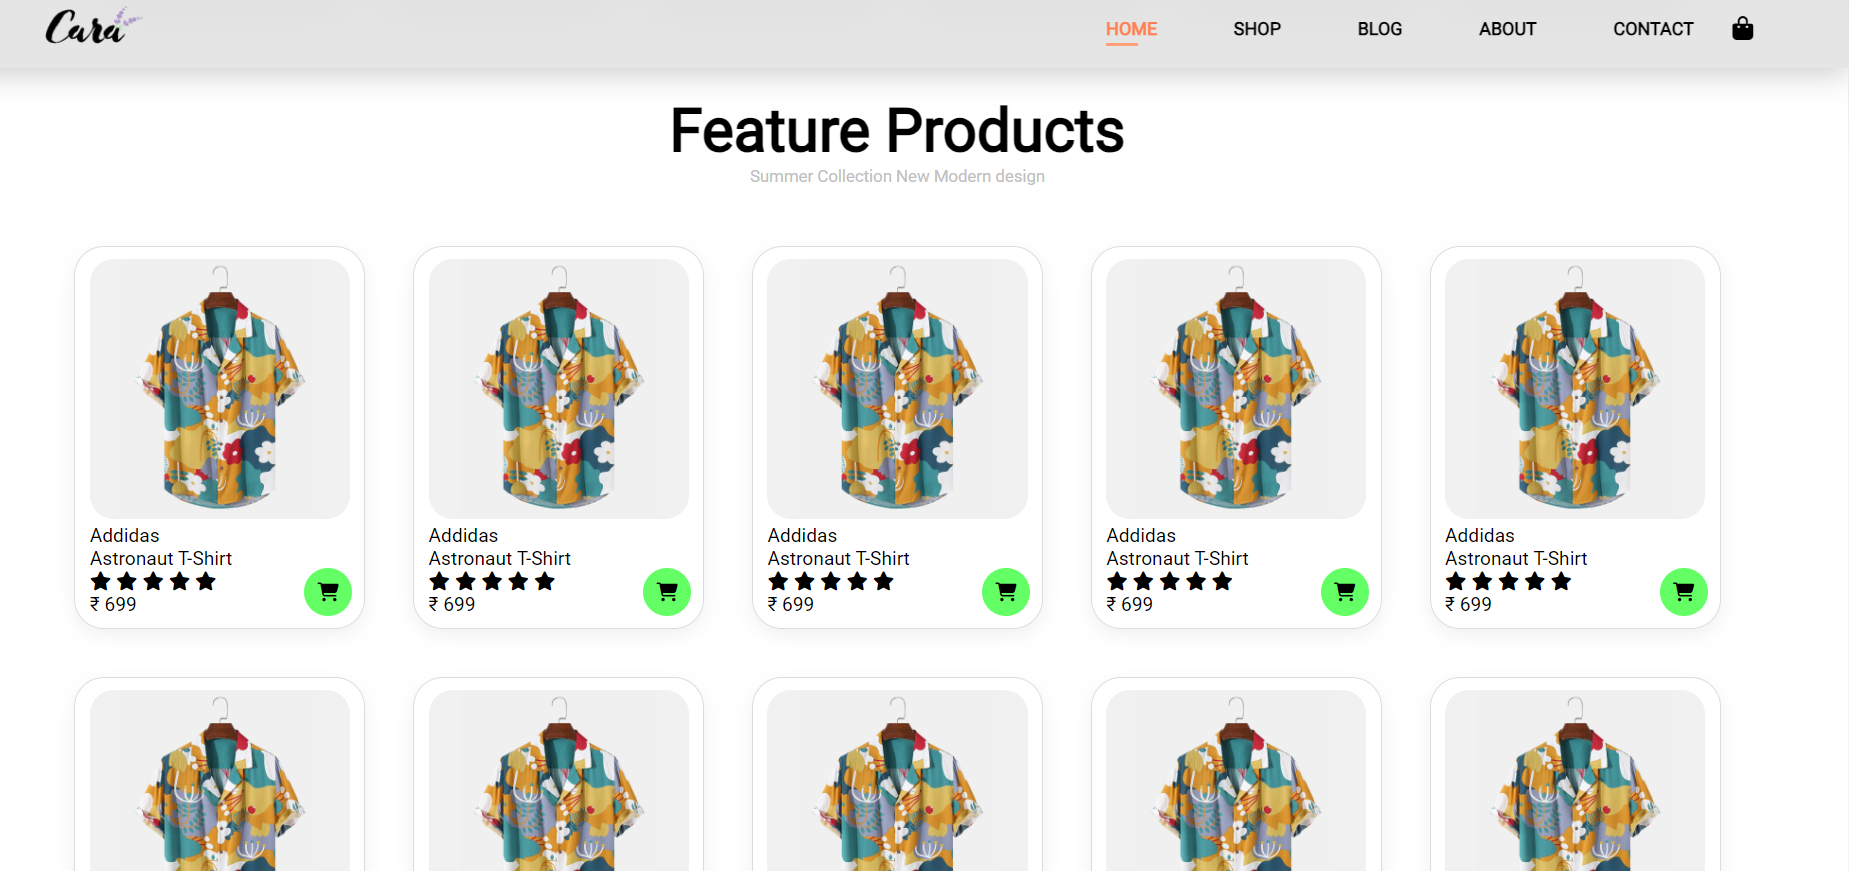 Cara
HOME SHOP BLOG ABOUT CONTACT
Feature Products
Summer Collection New Modern design
Addidas
Astronaut T-Shirt
₹ 699
Addidas
Astronaut T-Shirt
₹ 699
Addidas
Astronaut T-Shirt
₹ 699
Addidas
Astronaut T-Shirt
₹ 699
Addidas
Astronaut T-Shirt
₹ 699